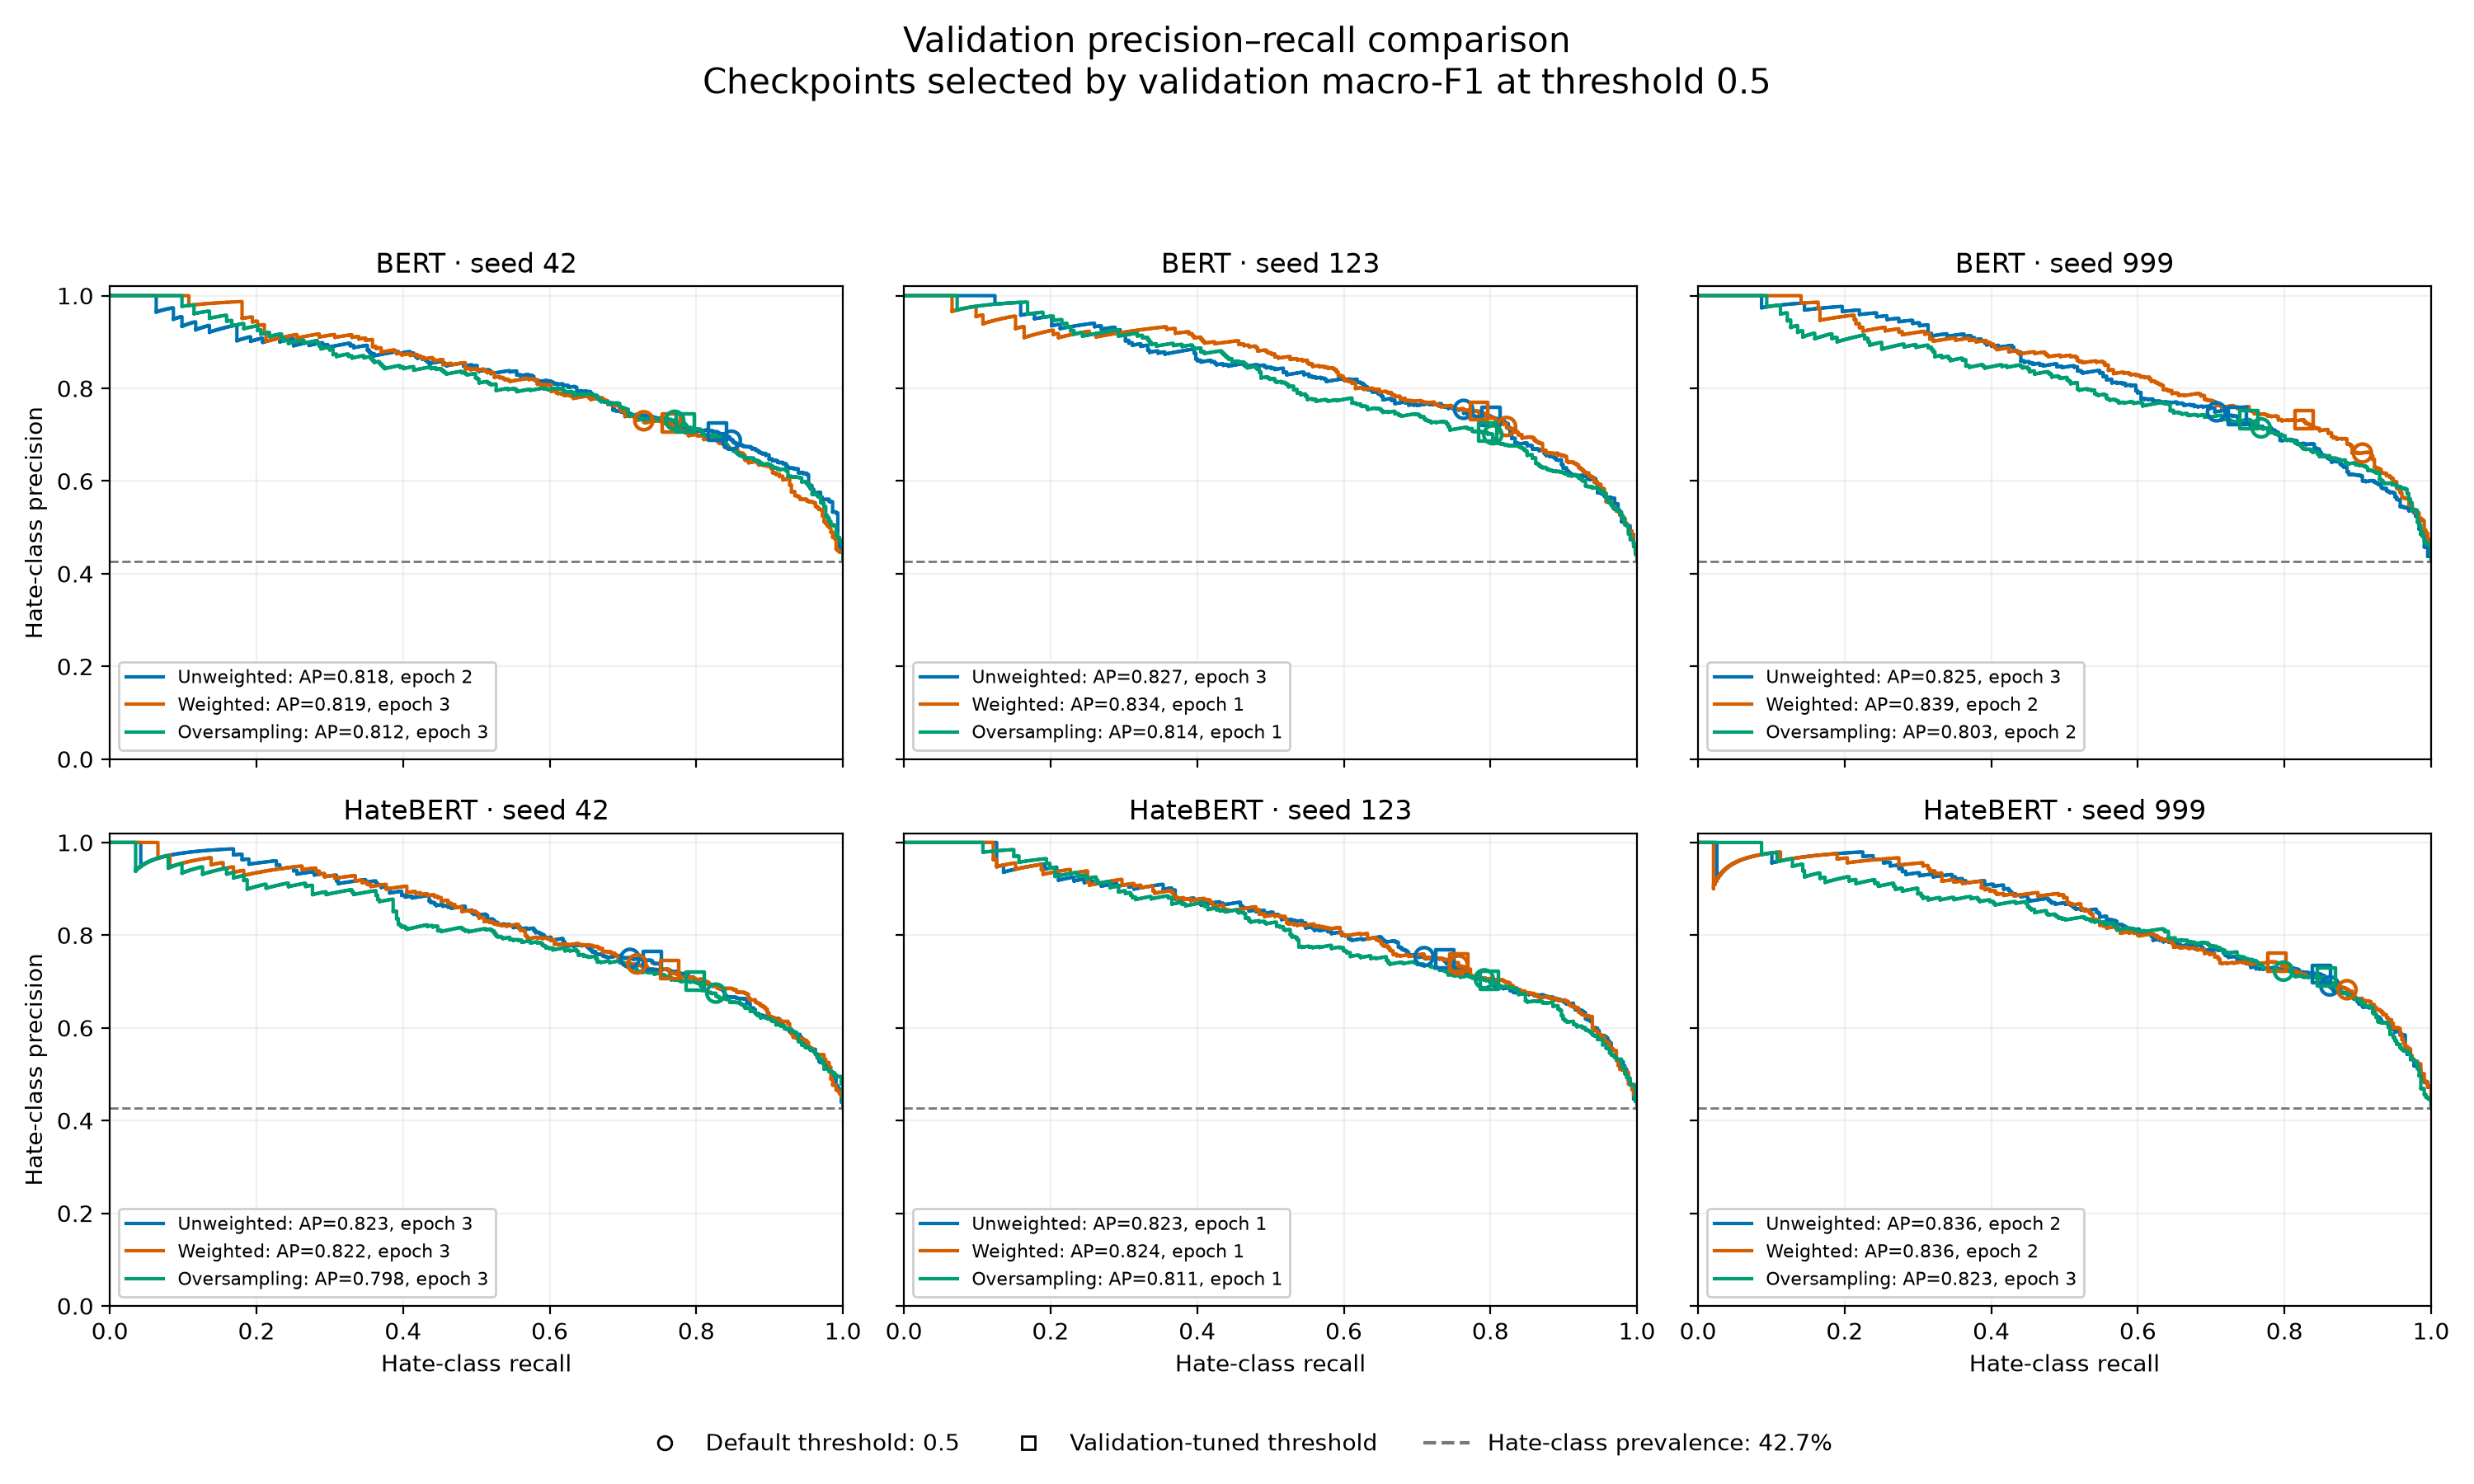 Validation precision–recall comparison
Checkpoints selected by validation macro-F1 at threshold 0.5
BERT · seed 42
BERT · seed 123
BERT · seed 999
Hate-class precision
1.0
0.8
0.6
0.4
0.2
0.0
Unweighted: AP=0.818, epoch 2
Weighted: AP=0.819, epoch 3
Oversampling: AP=0.812, epoch 3
Unweighted: AP=0.827, epoch 3
Weighted: AP=0.834, epoch 1
Oversampling: AP=0.814, epoch 1
Unweighted: AP=0.825, epoch 3
Weighted: AP=0.839, epoch 2
Oversampling: AP=0.803, epoch 2
HateBERT · seed 42
HateBERT · seed 123
HateBERT · seed 999
Hate-class precision
1.0
0.8
0.6
0.4
0.2
0.0
Unweighted: AP=0.823, epoch 3
Weighted: AP=0.822, epoch 3
Oversampling: AP=0.798, epoch 3
Unweighted: AP=0.823, epoch 1
Weighted: AP=0.824, epoch 1
Oversampling: AP=0.811, epoch 1
Unweighted: AP=0.836, epoch 2
Weighted: AP=0.836, epoch 2
Oversampling: AP=0.823, epoch 3
0.0 0.2 0.4 0.6 0.8 1.0
0.0 0.2 0.4 0.6 0.8 1.0
0.0 0.2 0.4 0.6 0.8 1.0
Hate-class recall
Hate-class recall
Hate-class recall
Default threshold: 0.5
Validation-tuned threshold
Hate-class prevalence: 42.7%